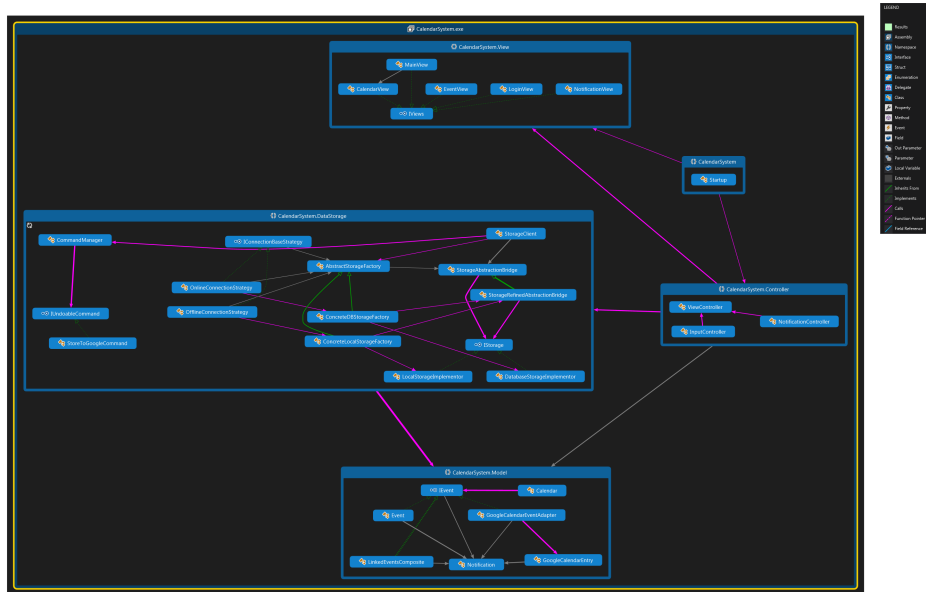 CalendarSystem.exe
CalendarSystem.View
MainView
CalendarView
EventView
LoginView
NotificationView
IViews
CalendarSystem
Startup
CalendarSystem.DataStorage
CommandManager
IConnectionBaseStrategy
StorageClient
AbstractStorageFactory
StorageAbstractionBridge
OnlineConnectionStrategy
StorageRefinedAbstractionBridge
OfflineConnectionStrategy
IUndoableCommand
ConcreteDBStorageFactory
StoreToGoogleCommand
ConcreteLocalStorageFactory
IStorage
LocalStorageImplementor
DatabaseStorageImplementor
CalendarSystem.Controller
ViewController
NotificationController
InputController
CalendarSystem.Model
IEvent
Calendar
Event
GoogleCalendarEventAdapter
LinkedEventsComposite
Notification
GoogleCalendarEntry
LEGEND
Results
Assembly
Namespace
Interface
Struct
Enumeration
Delegate
Class
Property
Method
Event
Field
Out Parameter
Parameter
Local Variable
Externals
Inherits From
Implements
Calls
Function Pointer
Field Reference